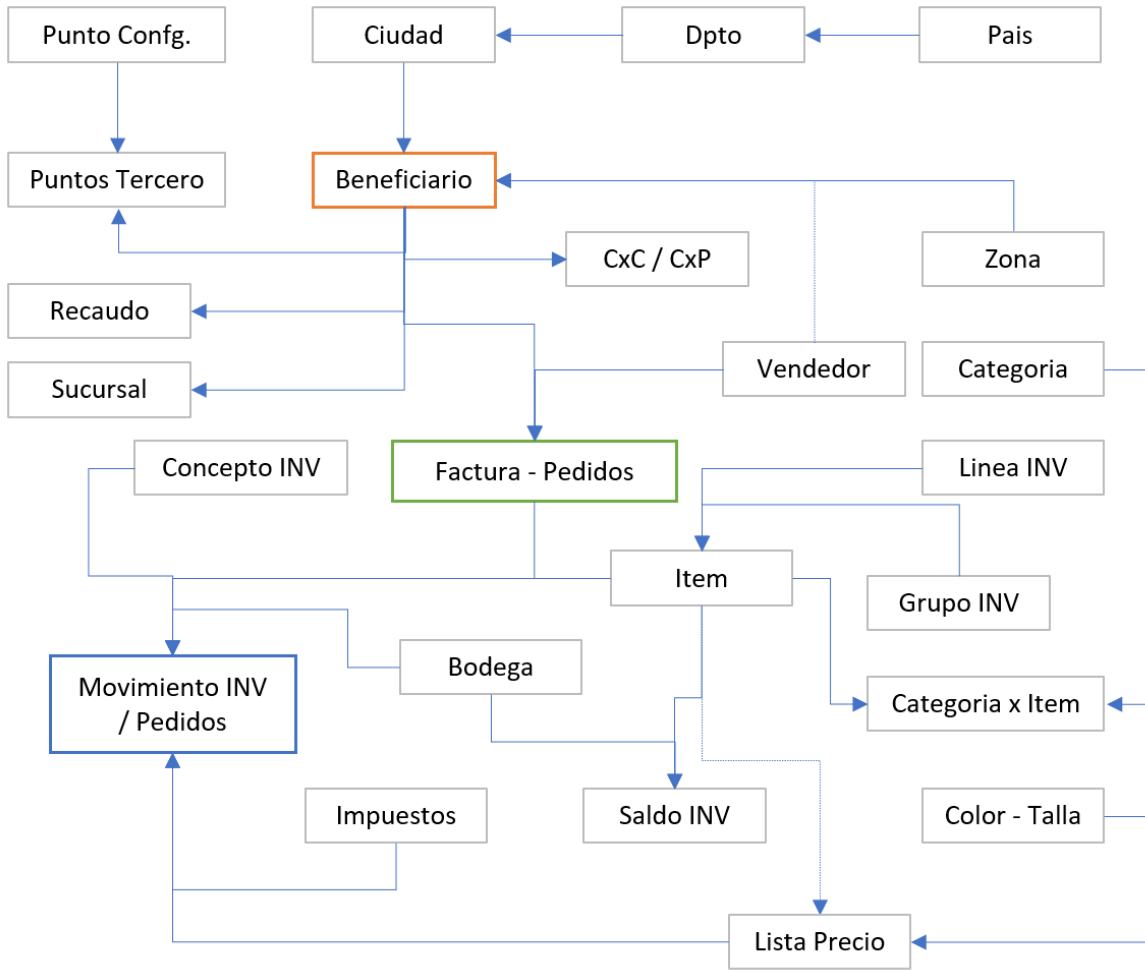 Punto Confg.
Ciudad
Dpto
Pais
Puntos Tercero
Beneficiario
CxC / CxP
Zona
Recaudo
Sucursal
Vendedor
Categoria
Concepto INV
Factura - Pedidos
Linea INV
Item
Grupo INV
Movimiento INV
/ Pedidos
Bodega
Categoria x Item
Impuestos
Saldo INV
Color - Talla
Lista Precio